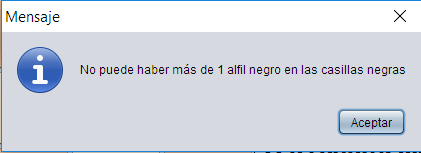 Mensaje
No puede haber más de 1 alfil negro en las casillas negras
Aceptar